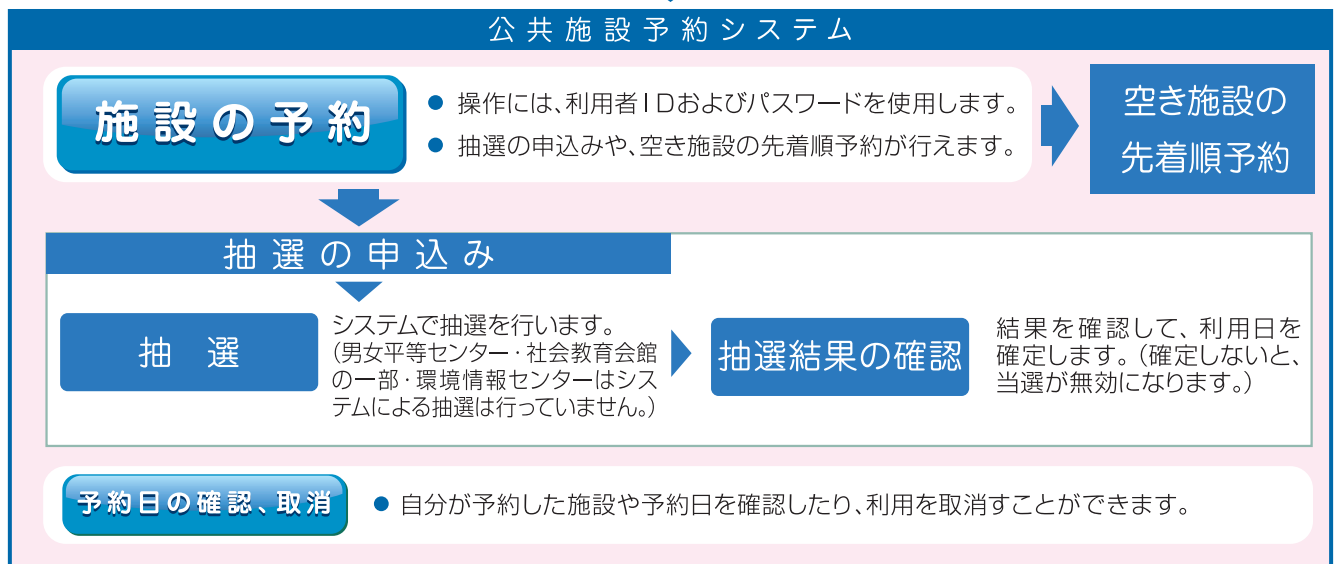 公共施設予約システム
施設の予約
● 操作には、利用者IDおよびパスワードを使用します。
● 抽選の申込みや、空き施設の先着順予約が行えます。
空き施設の
先着順予約
抽選の申込み
抽選
システムで抽選を行います。
(男女平等センター・社会教育会館
の一部・環境情報センターはシス
テムによる抽選は行っていません。)
抽選結果の確認
結果を確認して、利用日を
確定します。(確定しないと、
当選が無効になります。)
予約日の確認、取消
● 自分が予約した施設や予約日を確認したり、利用を取消すことができます。